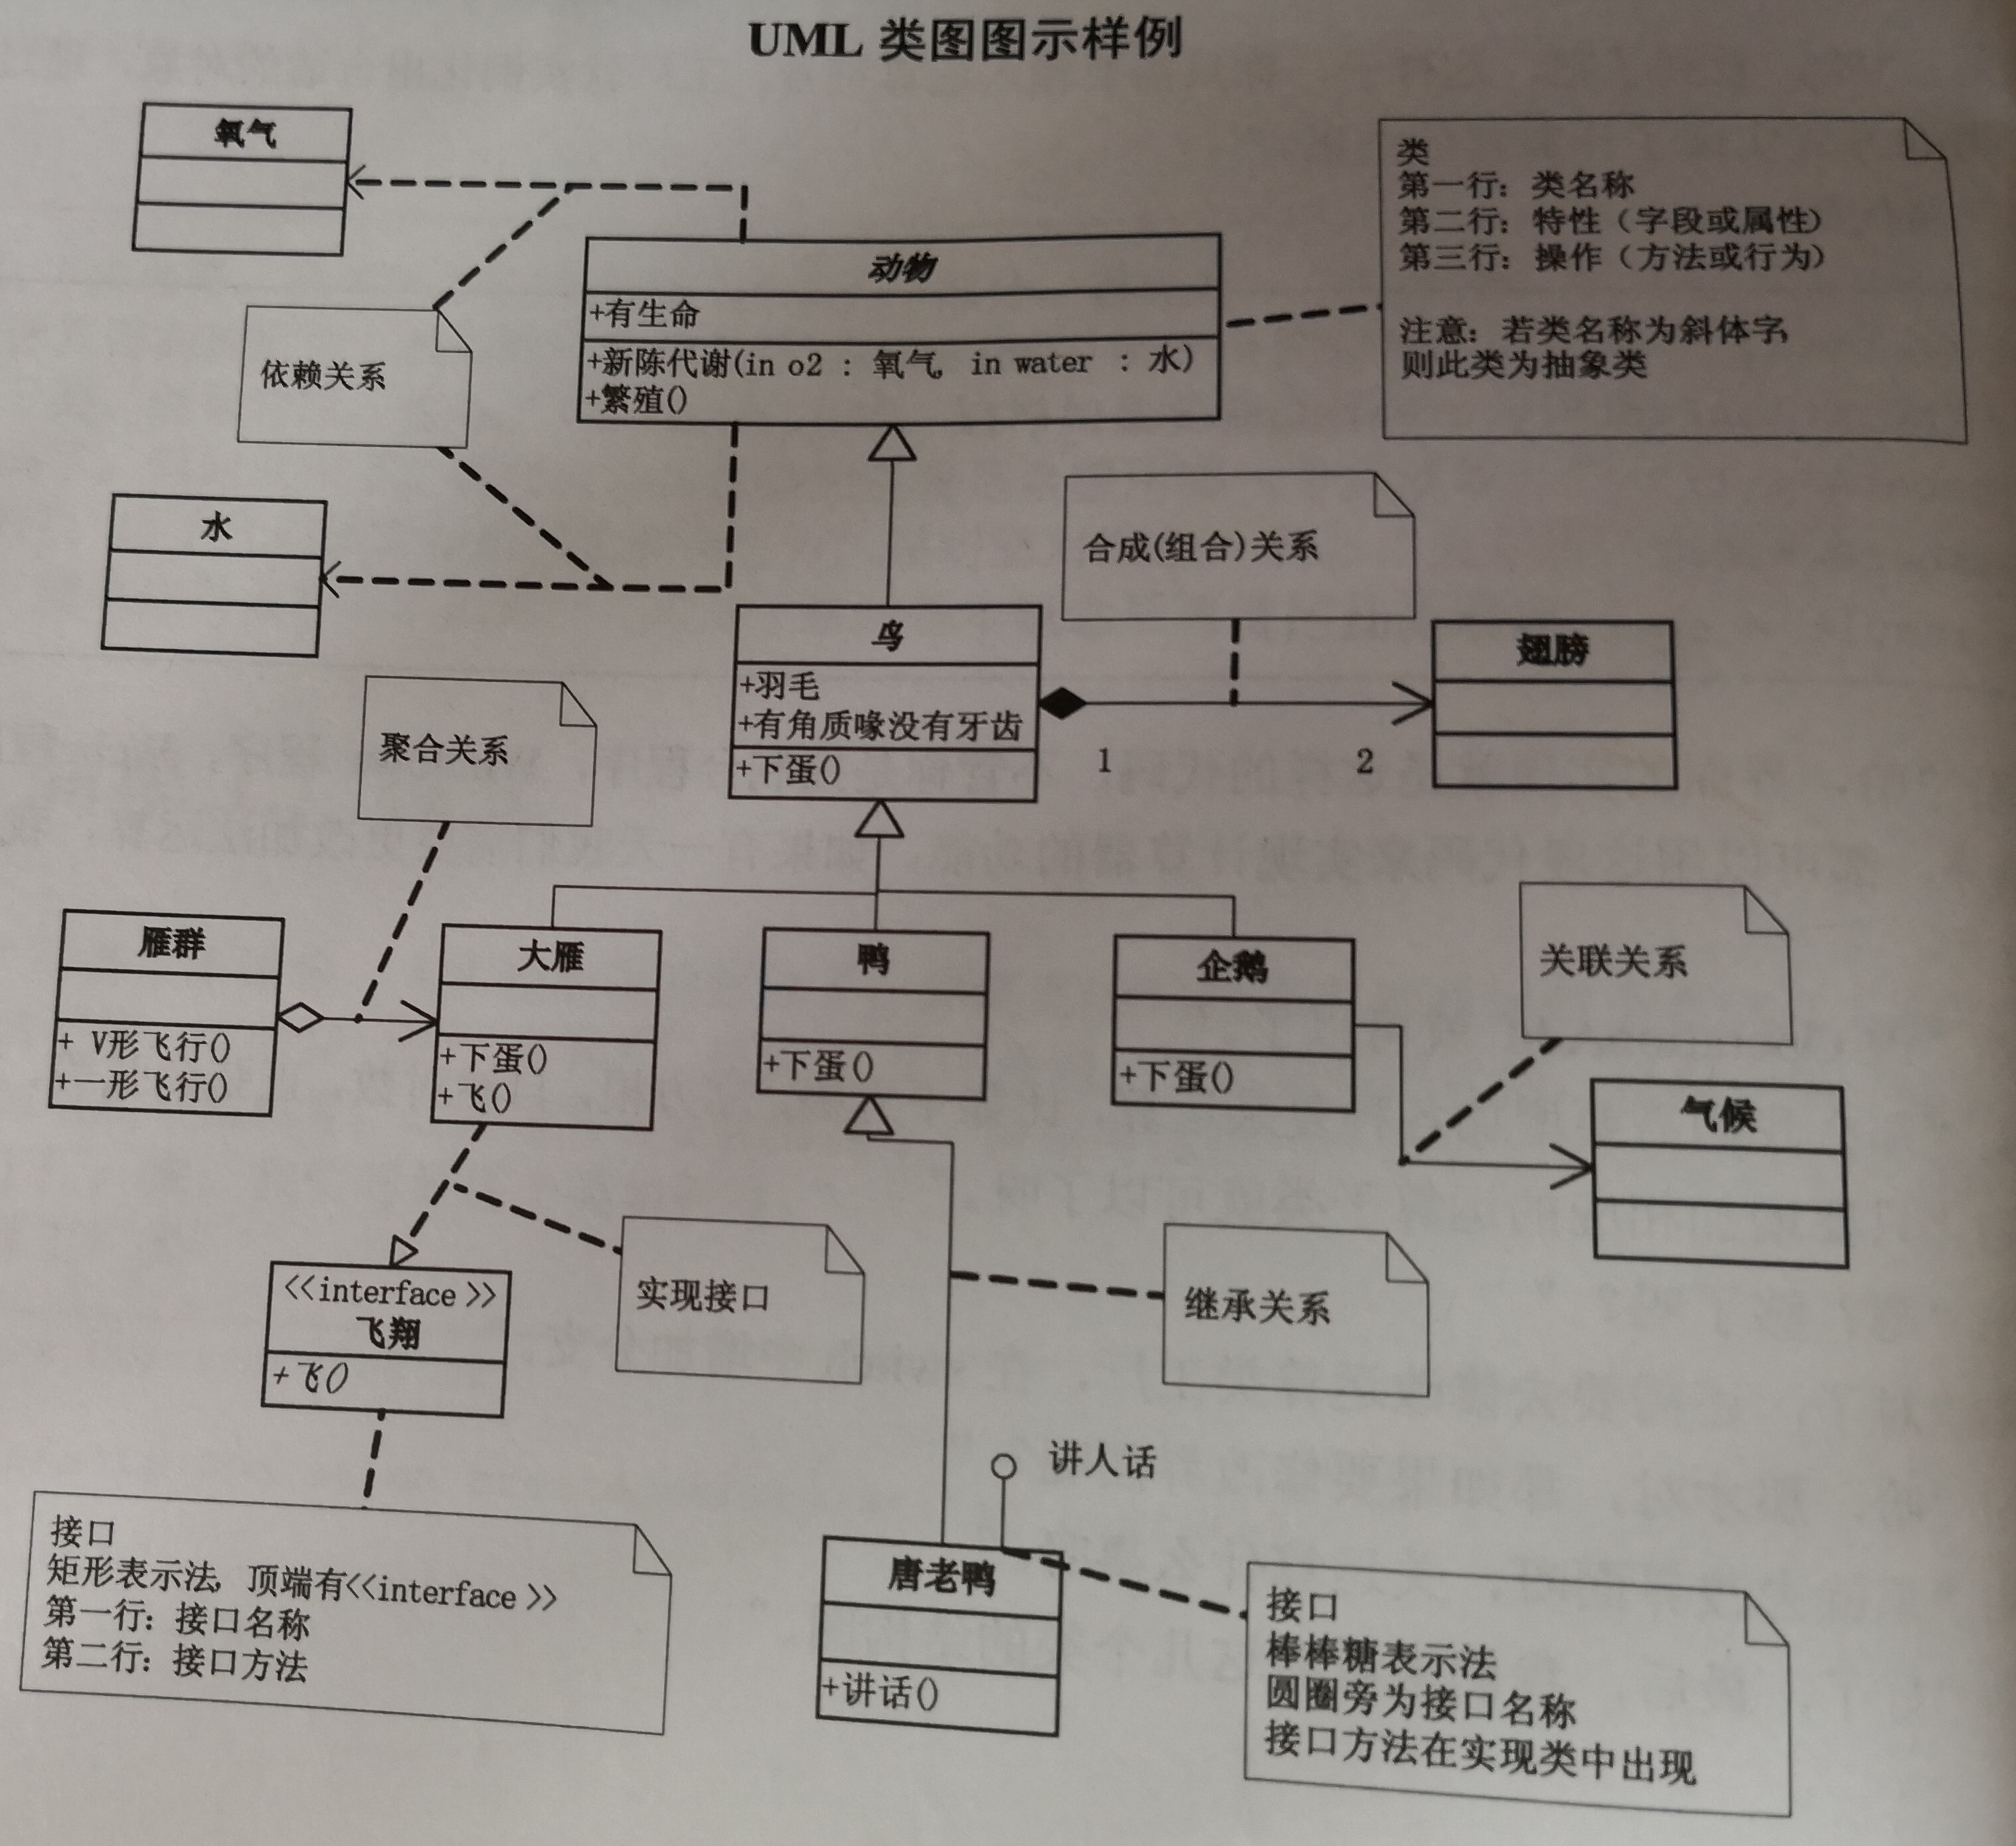 UML 类图图示样例
氧气
类
第一行：类名称
第二行：特性（字段或属性）
第三行：操作（方法或行为）
注意：若类名称为斜体字，
则此类为抽象类
动物
+有生命
+新陈代谢(in o2 : 氧气, in water : 水)
+繁殖()
依赖关系
水
合成(组合)关系
鸟
+羽毛
+有角质喙没有牙齿
+下蛋()
1
2
翅膀
聚合关系
雁群
+ V形飞行()
+一形飞行()
大雁
+下蛋()
+飞()
鸭
+下蛋()
企鹅
+下蛋()
关联关系
气候
<<interface >>
飞翔
+飞()
实现接口
继承关系
讲人话
接口
矩形表示法，顶端有<<interface >>
第一行：接口名称
第二行：接口方法
唐老鸭
+讲话()
接口
棒棒糖表示法
圆圈旁为接口名称
接口方法在实现类中出现